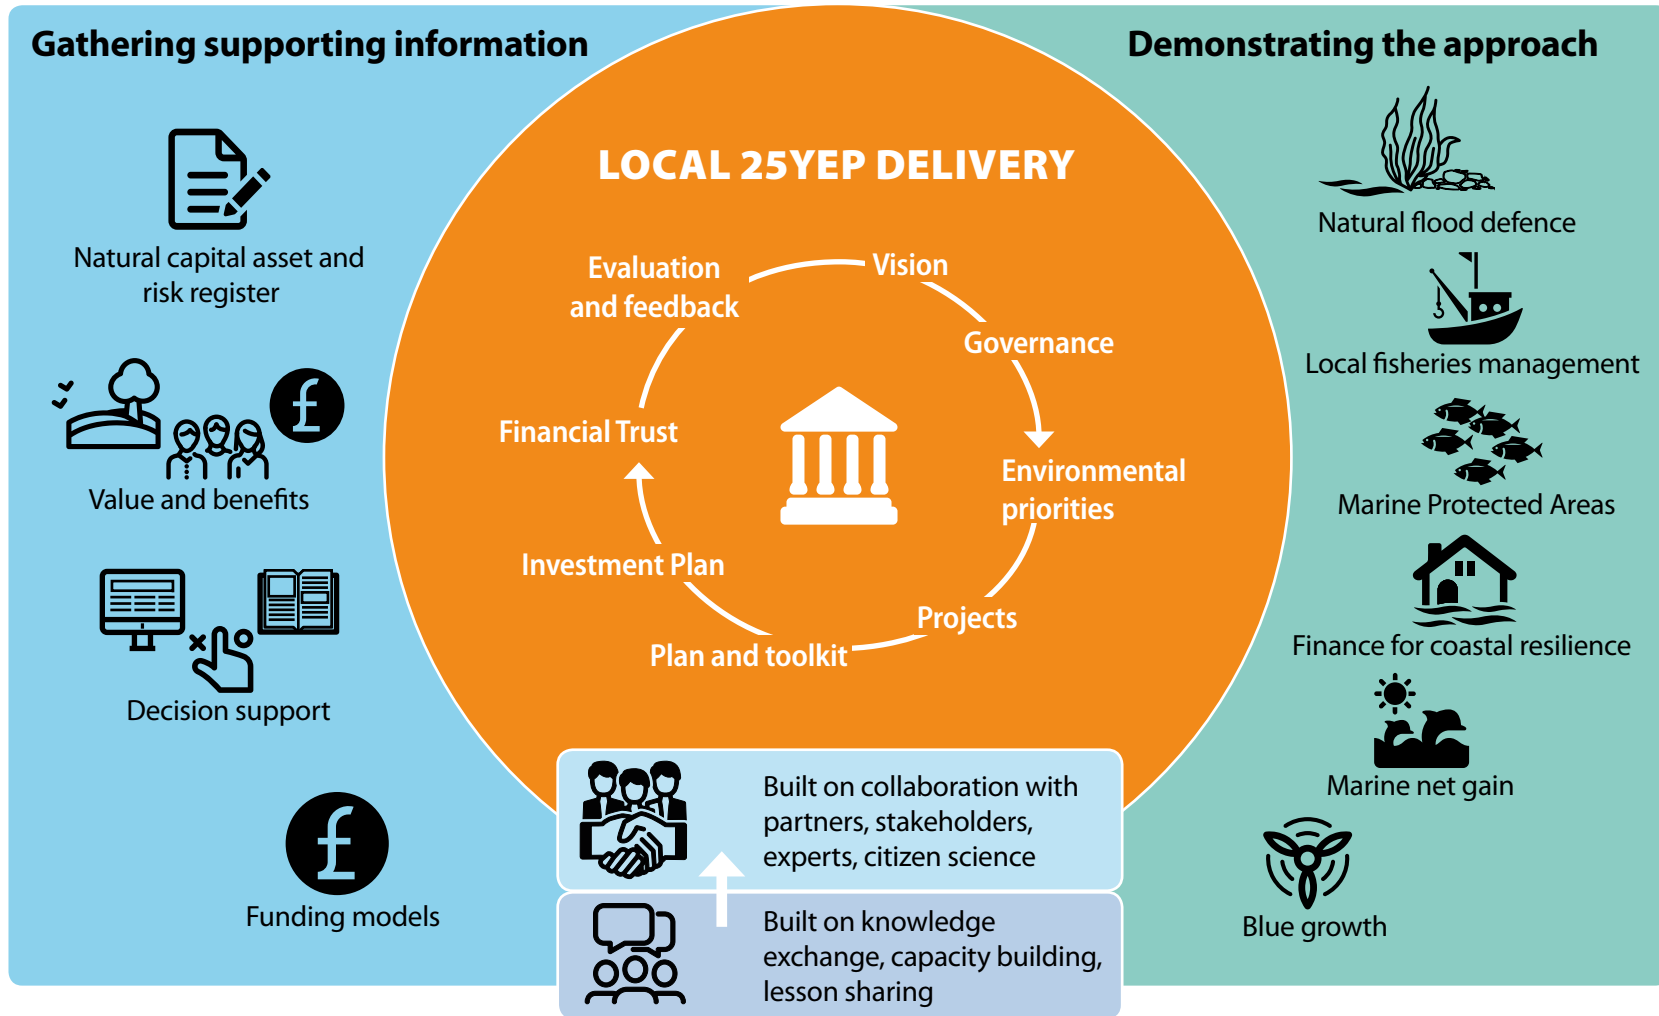 Gathering supporting information
Natural capital asset and
risk register
Value and benefits
Decision support
Funding models
LOCAL 25YEP DELIVERY
Vision
Governance
Environmental
priorities
Projects
Plan and toolkit
Investment Plan
Financial Trust
Evaluation
and feedback
Built on collaboration with
partners, stakeholders,
experts, citizen science
Built on knowledge
exchange, capacity building,
lesson sharing
Demonstrating the approach
Natural flood defence
Local fisheries management
Marine Protected Areas
Finance for coastal resilience
Marine net gain
Blue growth